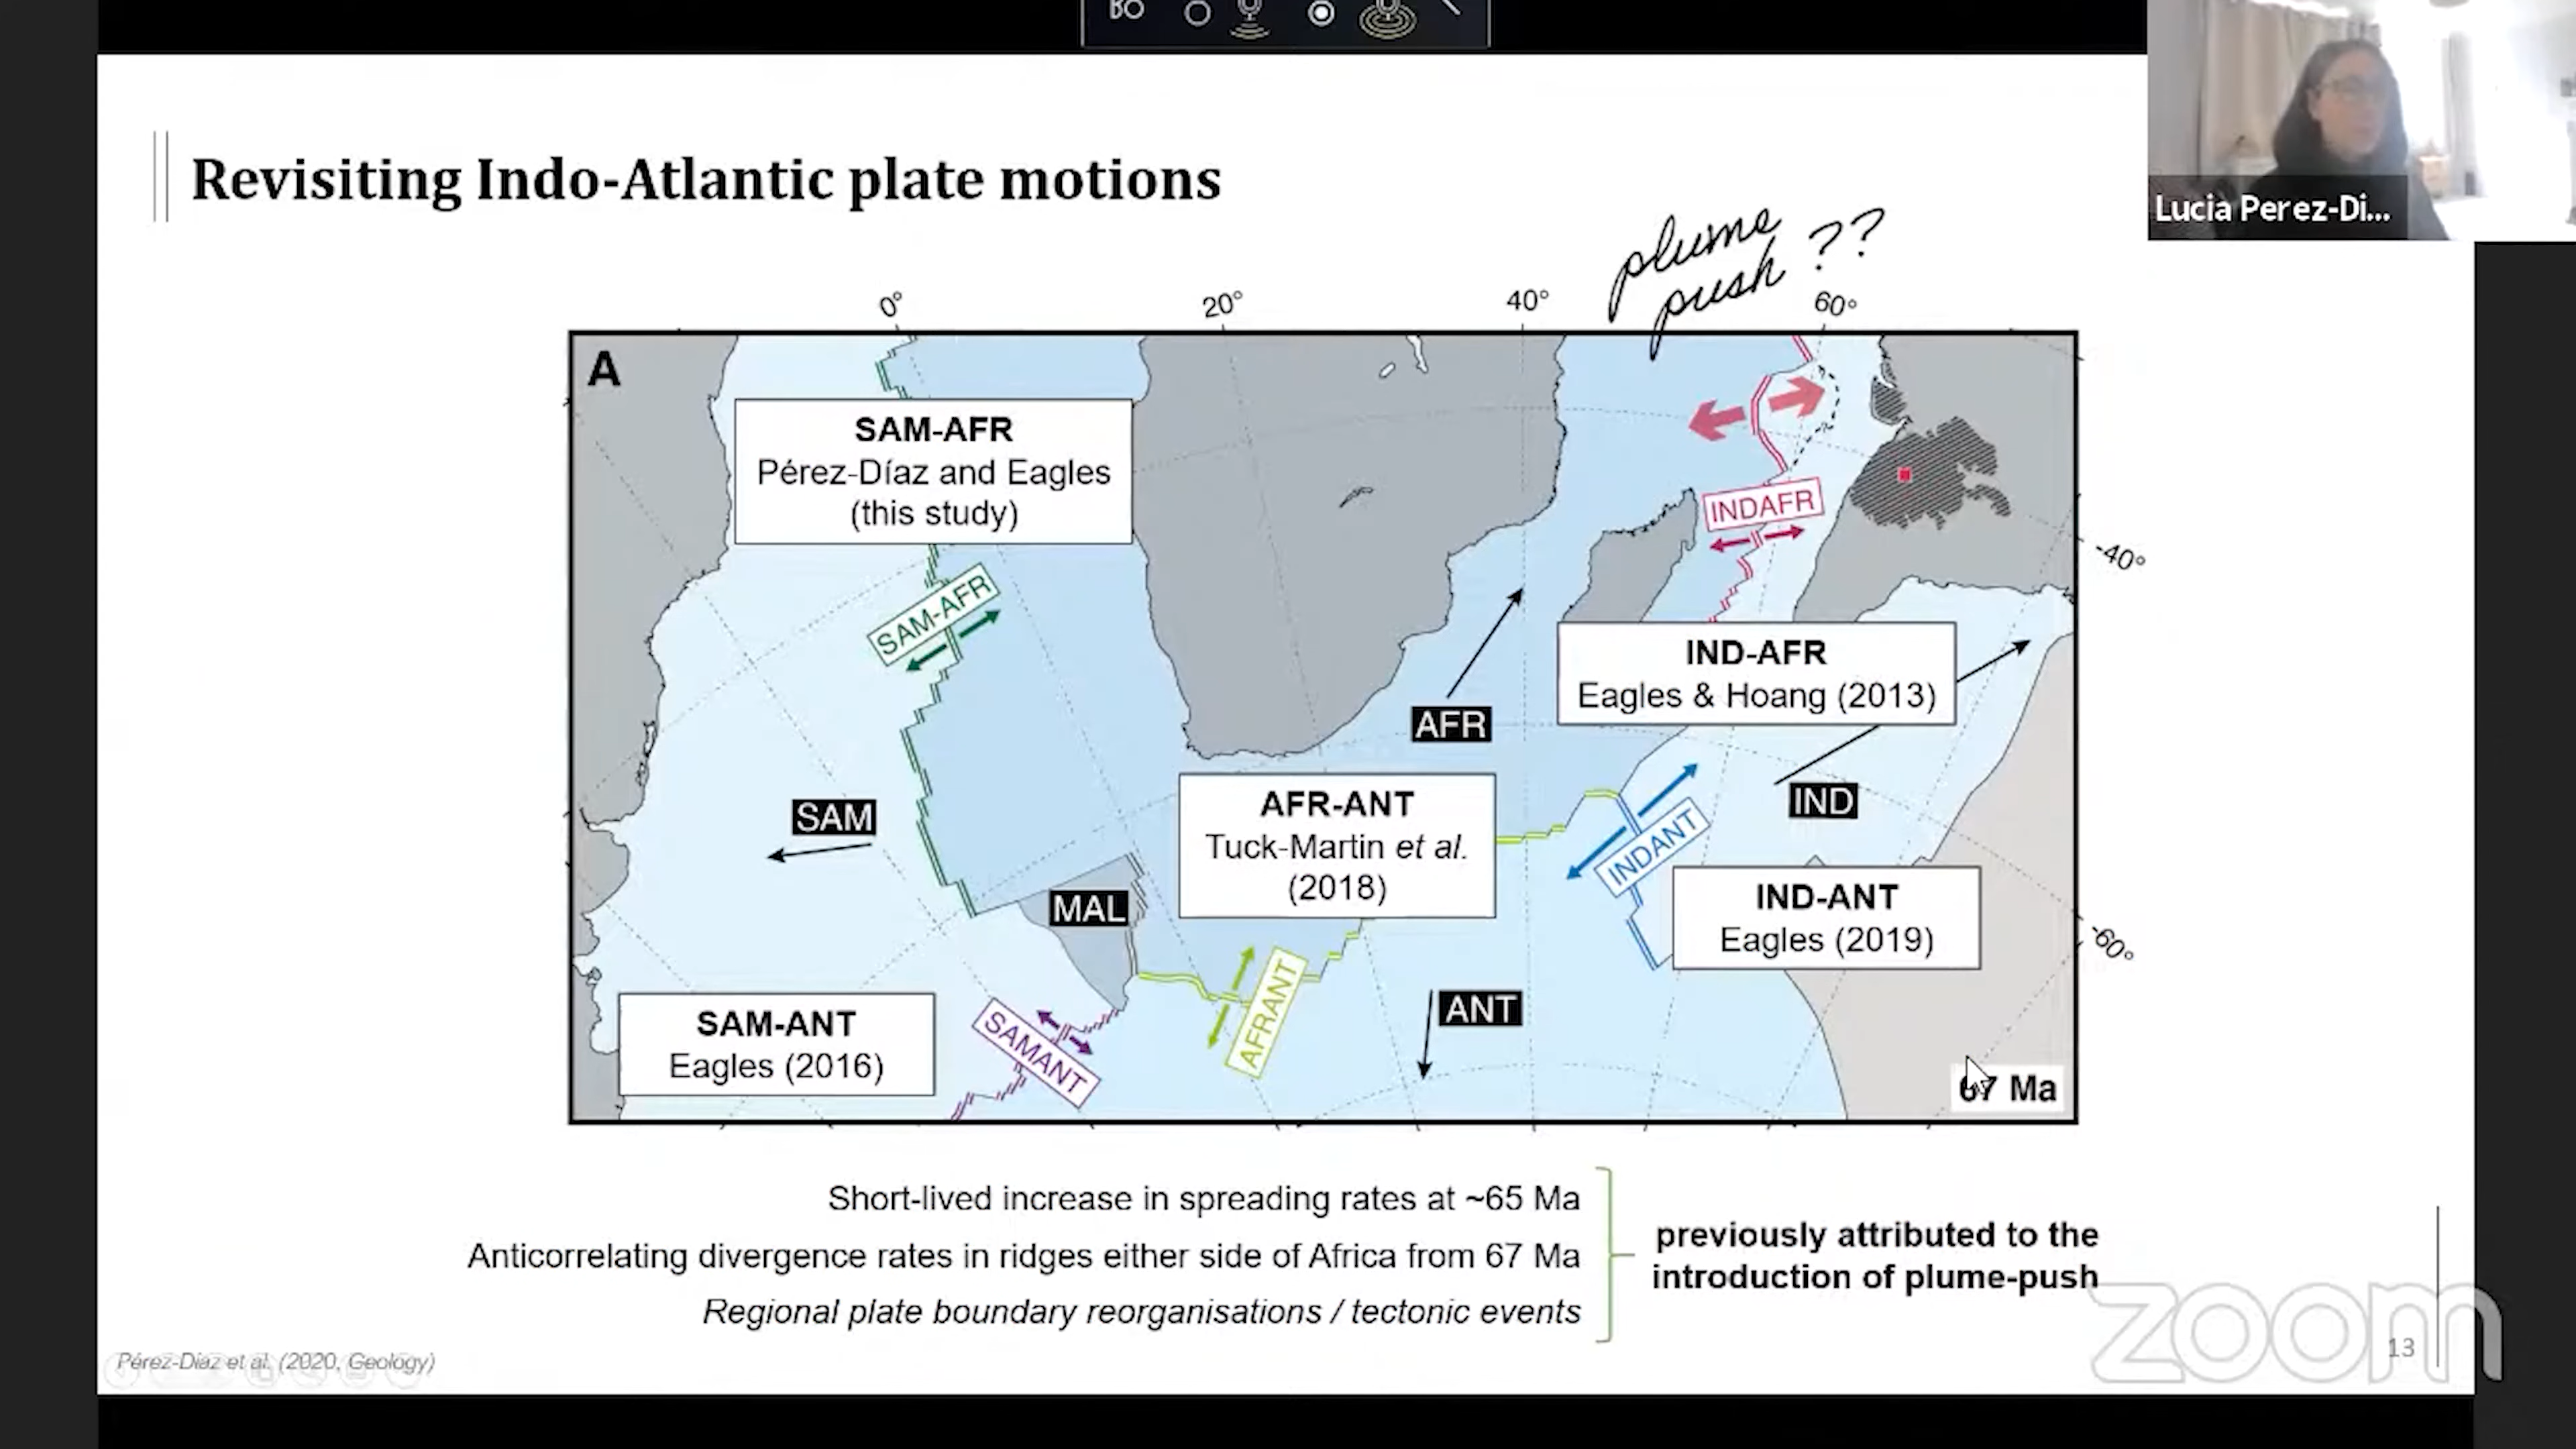 BO
Lucia Perez-Di...
Revisiting Indo-Atlantic plate motions
plume
push ??
0°
20°
40°
60°
A
SAM-AFR
Pérez-Díaz and Eagles
(this study)
INDAFR
-40°
SAM-AFR
IND-AFR
Eagles & Hoang (2013)
AFR
SAM
AFR-ANT
Tuck-Martin et al.
(2018)
IND
INDANT
MAL
IND-ANT
Eagles (2019)
-60°
SAM-ANT
Eagles (2016)
SAMANT
AFRANT
ANT
67 Ma
Short-lived increase in spreading rates at ~65 Ma
Anticorrelating divergence rates in ridges either side of Africa from 67 Ma
Regional plate boundary reorganisations / tectonic events
previously attributed to the
introduction of plume-push
Pérez-Díaz et al. (2020, Geology)
13
zoom